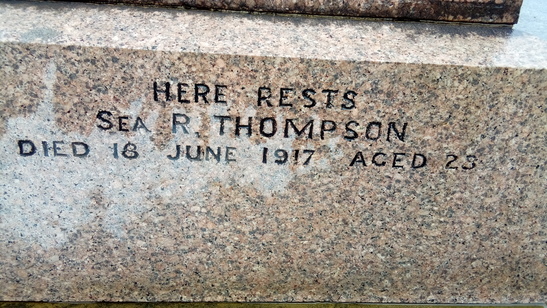 HERE RESTS
SEA R. THOMPSON
DIED 18 JUNE 1917 AGED 23